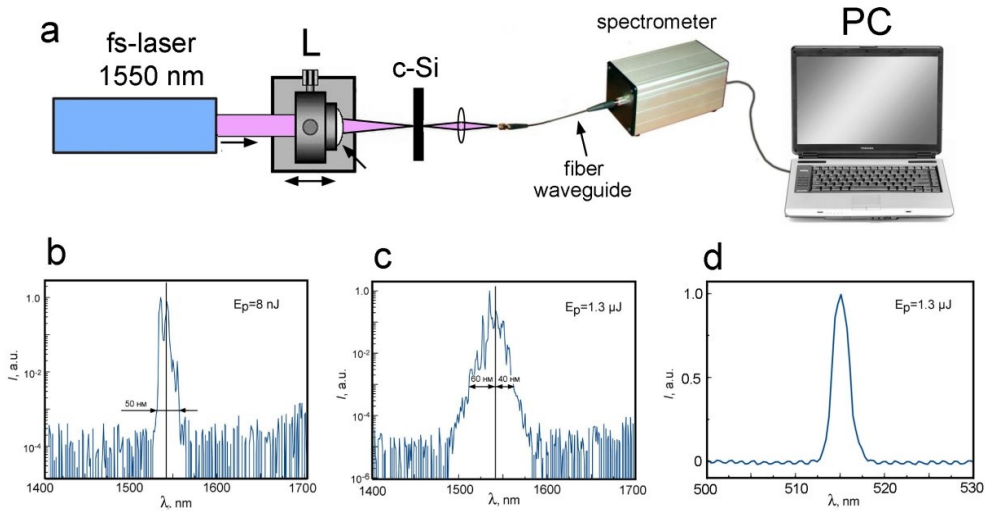 a
fs-laser
1550 nm
L
c-Si
spectrometer
PC
fiber
waveguide
b
I, a.u.
1.0
10-2
10-4
Ep=8 nJ
50 нм
1400 1500 1600 1700
λ, nm
c
I, a.u.
1.0
10-2
10-4
10-6
Ep=1.3 µJ
60 нм 40 нм
1400 1500 1600 1700
λ, nm
d
I, a.u.
1.0
0.5
0
Ep=1.3 µJ
500 510 520 530
λ, nm